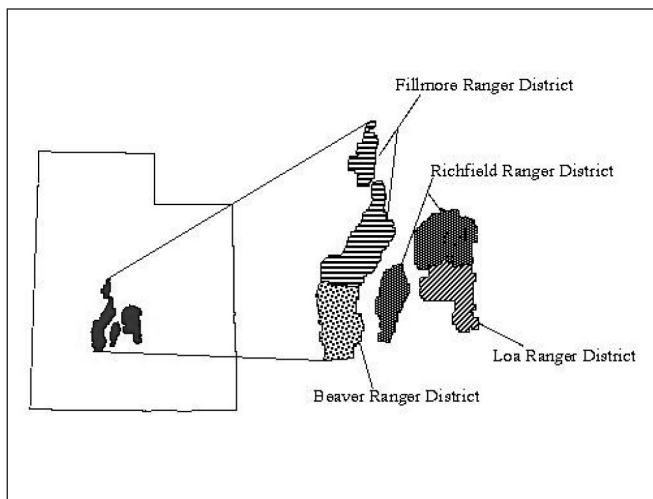 Fillmore Ranger District
Richfield Ranger District
Loa Ranger District
Beaver Ranger District